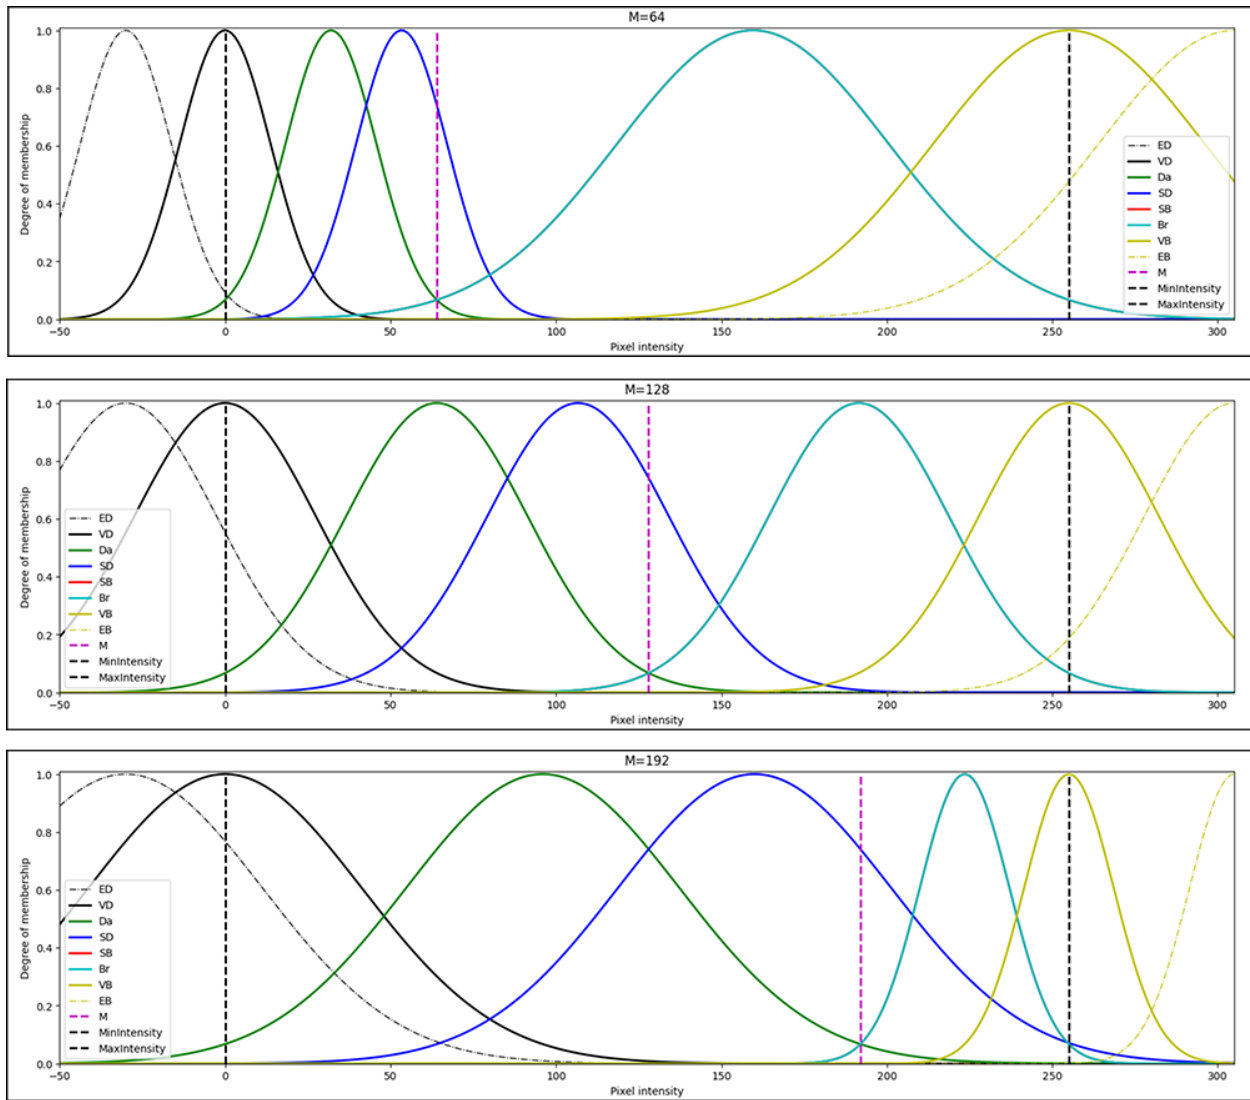 M=64
1.0
0.8
0.6
0.4
0.2
0.0
Degree of membership
ED
VD
Da
SD
SB
Br
VB
EB
M
MinIntensity
MaxIntensity
−50 0 50 100 150 200 250 300
Pixel intensity
M=128
1.0
0.8
0.6
0.4
0.2
0.0
Degree of membership
ED
VD
Da
SD
SB
Br
VB
EB
M
MinIntensity
MaxIntensity
−50 0 50 100 150 200 250 300
Pixel intensity
M=192
1.0
0.8
0.6
0.4
0.2
0.0
Degree of membership
ED
VD
Da
SD
SB
Br
VB
EB
M
MinIntensity
MaxIntensity
−50 0 50 100 150 200 250 300
Pixel intensity